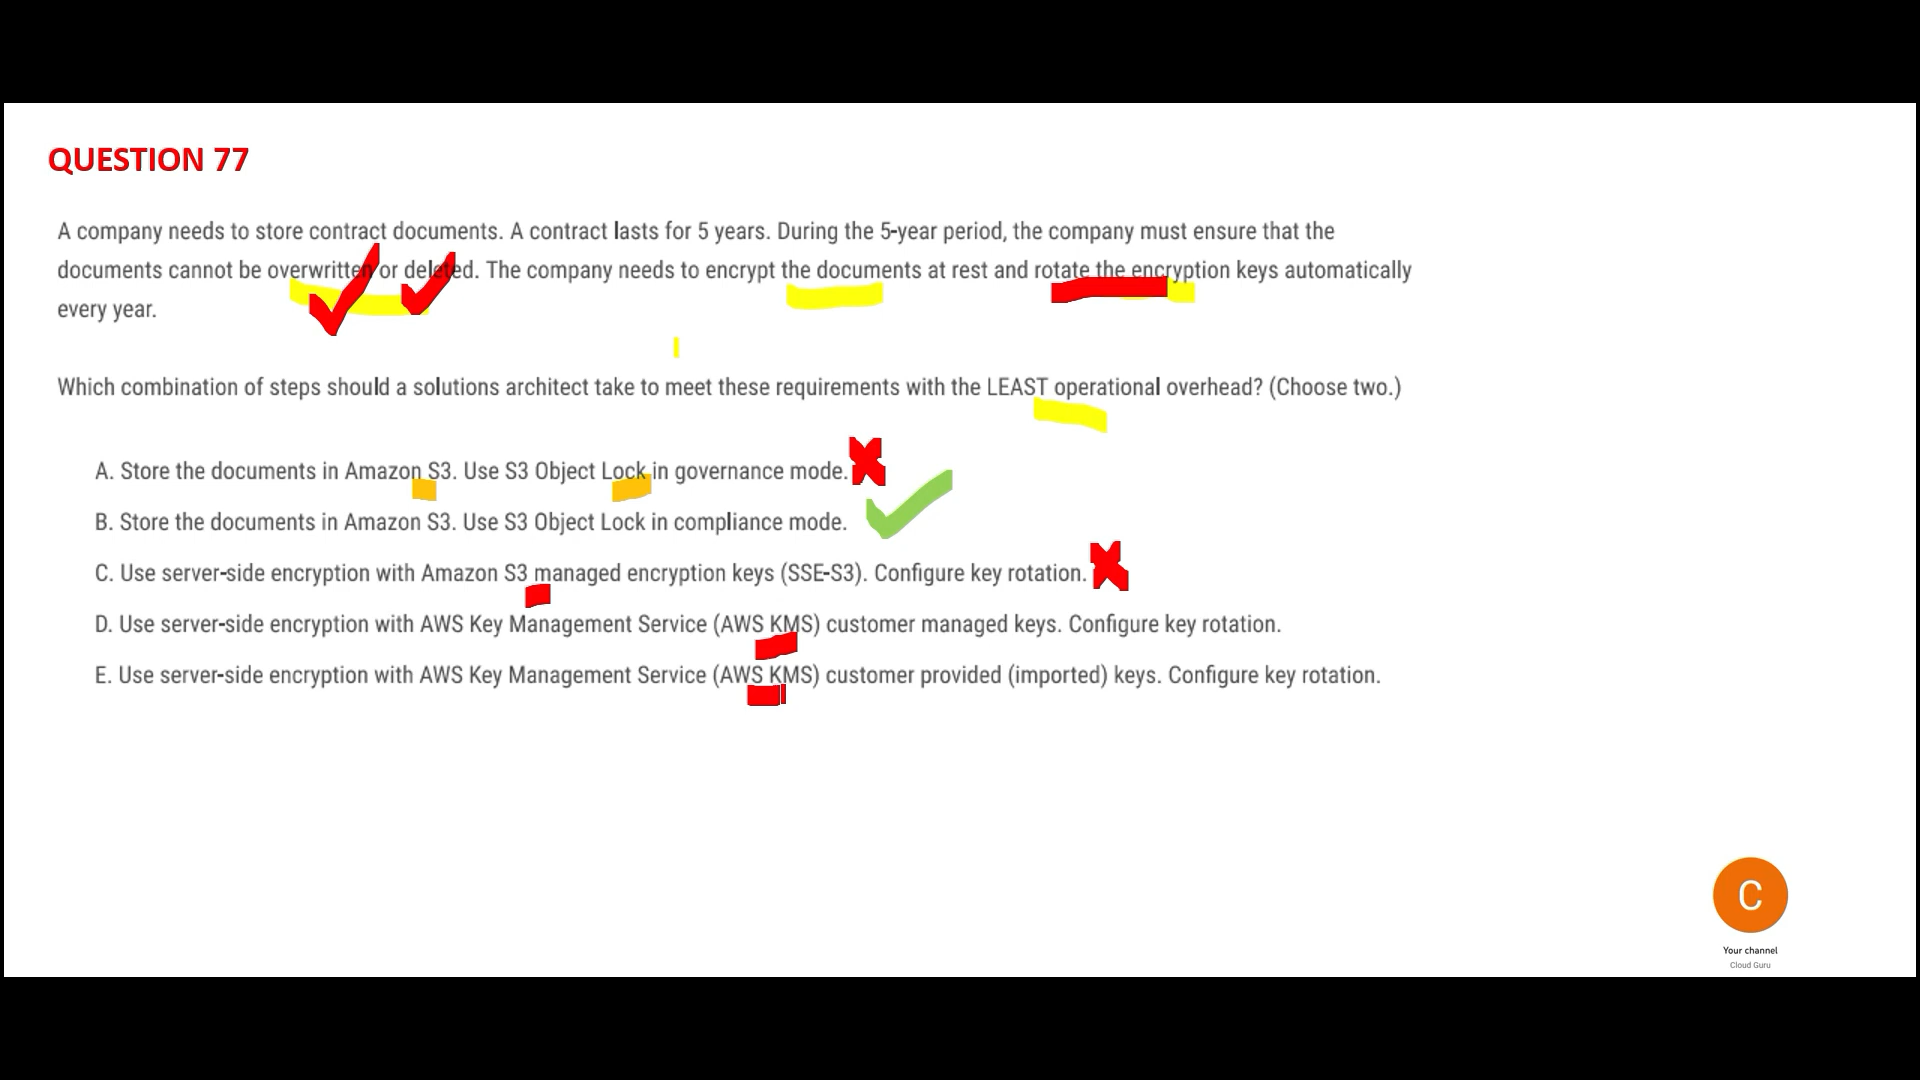 QUESTION 77
A company needs to store contract documents. A contract lasts for 5 years. During the 5-year period, the company must ensure that the
documents cannot be overwritten or deleted. The company needs to encrypt the documents at rest and rotate the encryption keys automatically
every year.
Which combination of steps should a solutions architect take to meet these requirements with the LEAST operational overhead? (Choose two.)
A. Store the documents in Amazon S3. Use S3 Object Lock in governance mode.
B. Store the documents in Amazon S3. Use S3 Object Lock in compliance mode.
C. Use server-side encryption with Amazon S3 managed encryption keys (SSE-S3). Configure key rotation.
D. Use server-side encryption with AWS Key Management Service (AWS KMS) customer managed keys. Configure key rotation.
E. Use server-side encryption with AWS Key Management Service (AWS KMS) customer provided (imported) keys. Configure key rotation.
C
Your channel
Cloud Guru